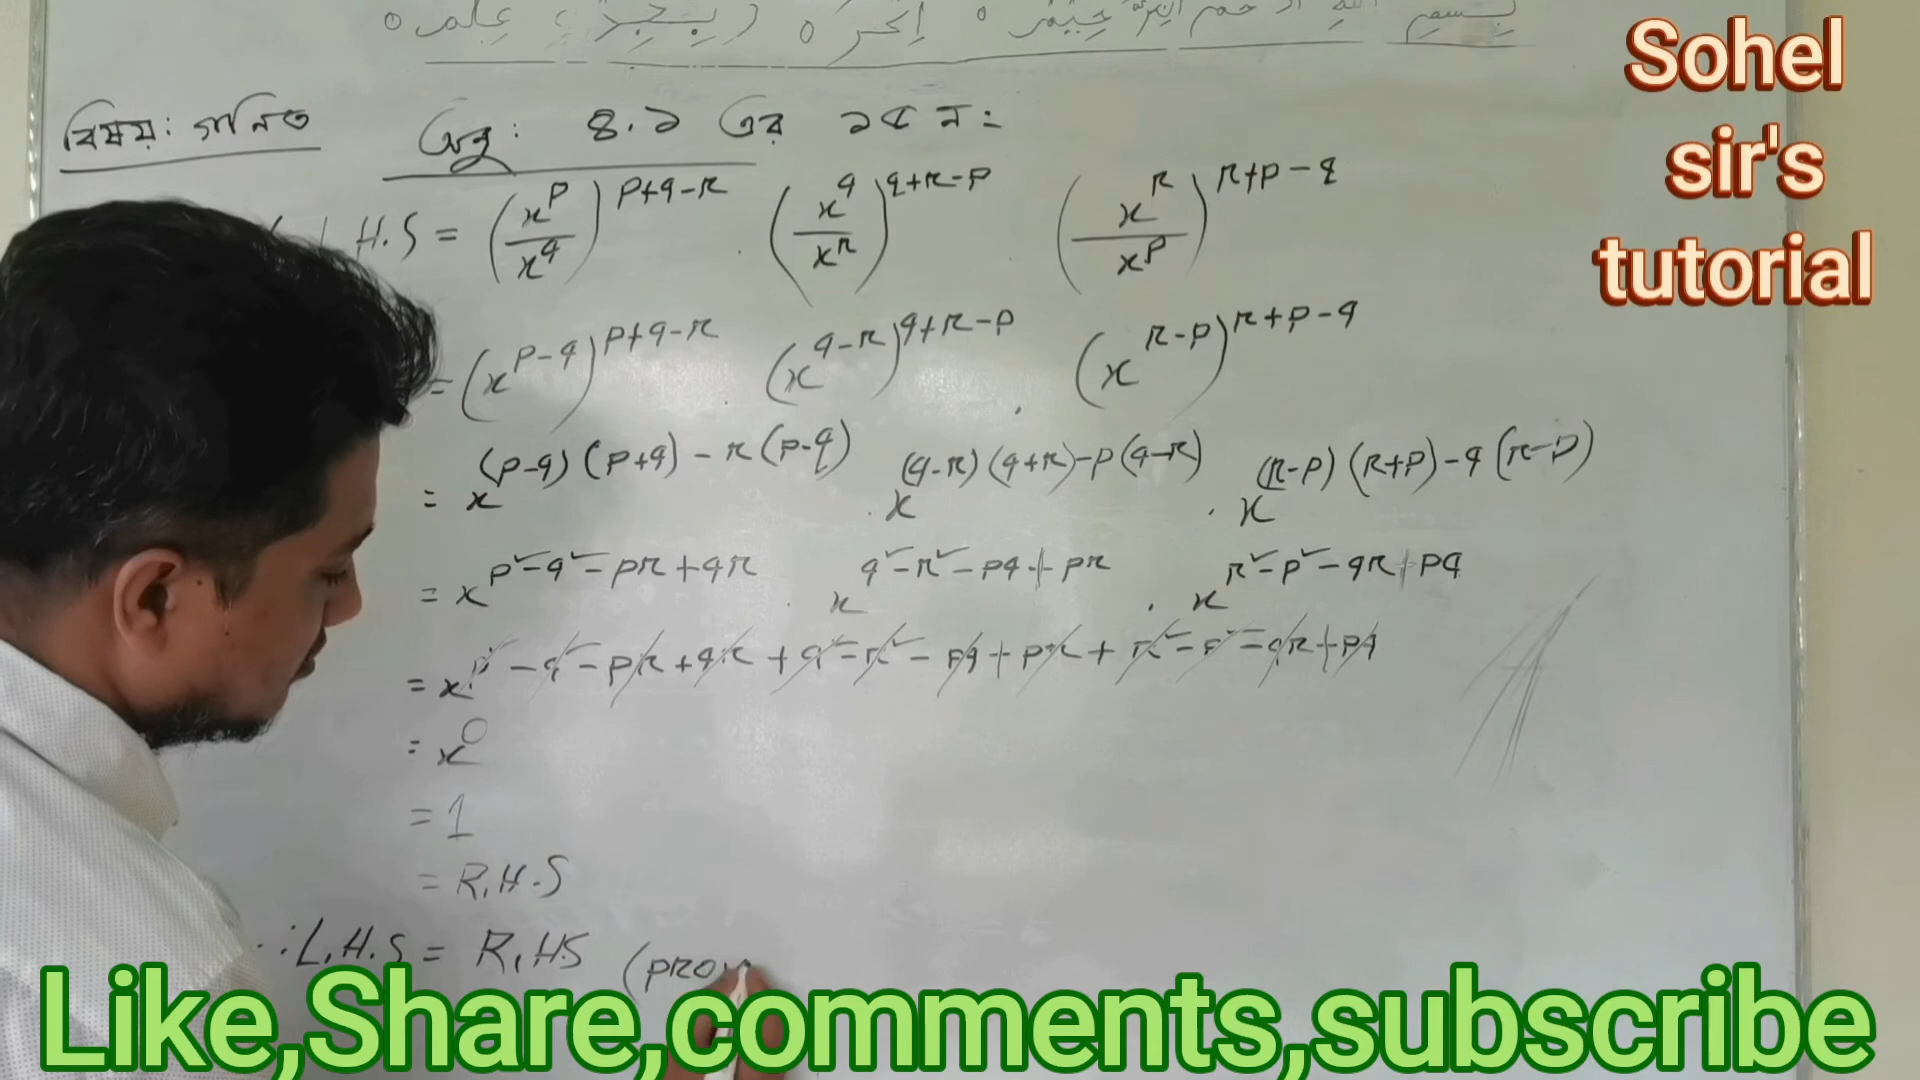 Sohel
sir's
tutorial
বিষয়: গনিত অনু: ৪.১ এর ১৫ নং
L.H.S = (x^p/x^q)^(p+q-r) . (x^q/x^r)^(q+r-p) (x^r/x^p)^(r+p-q)
= (x^(p-q))^(p+q-r) . (x^(q-r))^(q+r-p) . (x^(r-p))^(r+p-q)
= x^((p-q)(p+q)-r(p-q)) . x^((q-r)(q+r)-p(q-r)) . x^((r-p)(r+p)-q(r-p))
= x^(p²-q²-pr+qr) . x^(q²-r²-pq+pr) . x^(r²-p²-qr+pq)
= x^(p²-q²-pr+qr+q²-r²-pq+pr+r²-p²-qr+pq)
= x^0
= 1
= R.H.S
∴ L.H.S = R.H.S (pro
Like,Share,comments,subscribe